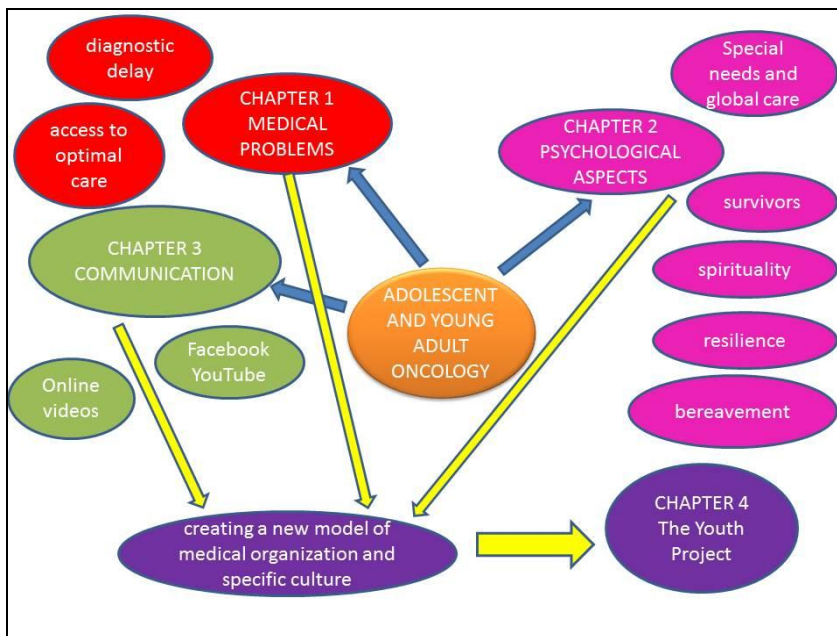 diagnostic
delay
access to
optimal
care
CHAPTER 1
MEDICAL
PROBLEMS
CHAPTER 2
PSYCHOLOGICAL
ASPECTS
Special
needs and
global care
survivors
spirituality
resilience
bereavement
CHAPTER 3
COMMUNICATION
Facebook
YouTube
Online
videos
ADOLESCENT
AND YOUNG
ADULT
ONCOLOGY
creating a new model of
medical organization and
specific culture
CHAPTER 4
The Youth
Project